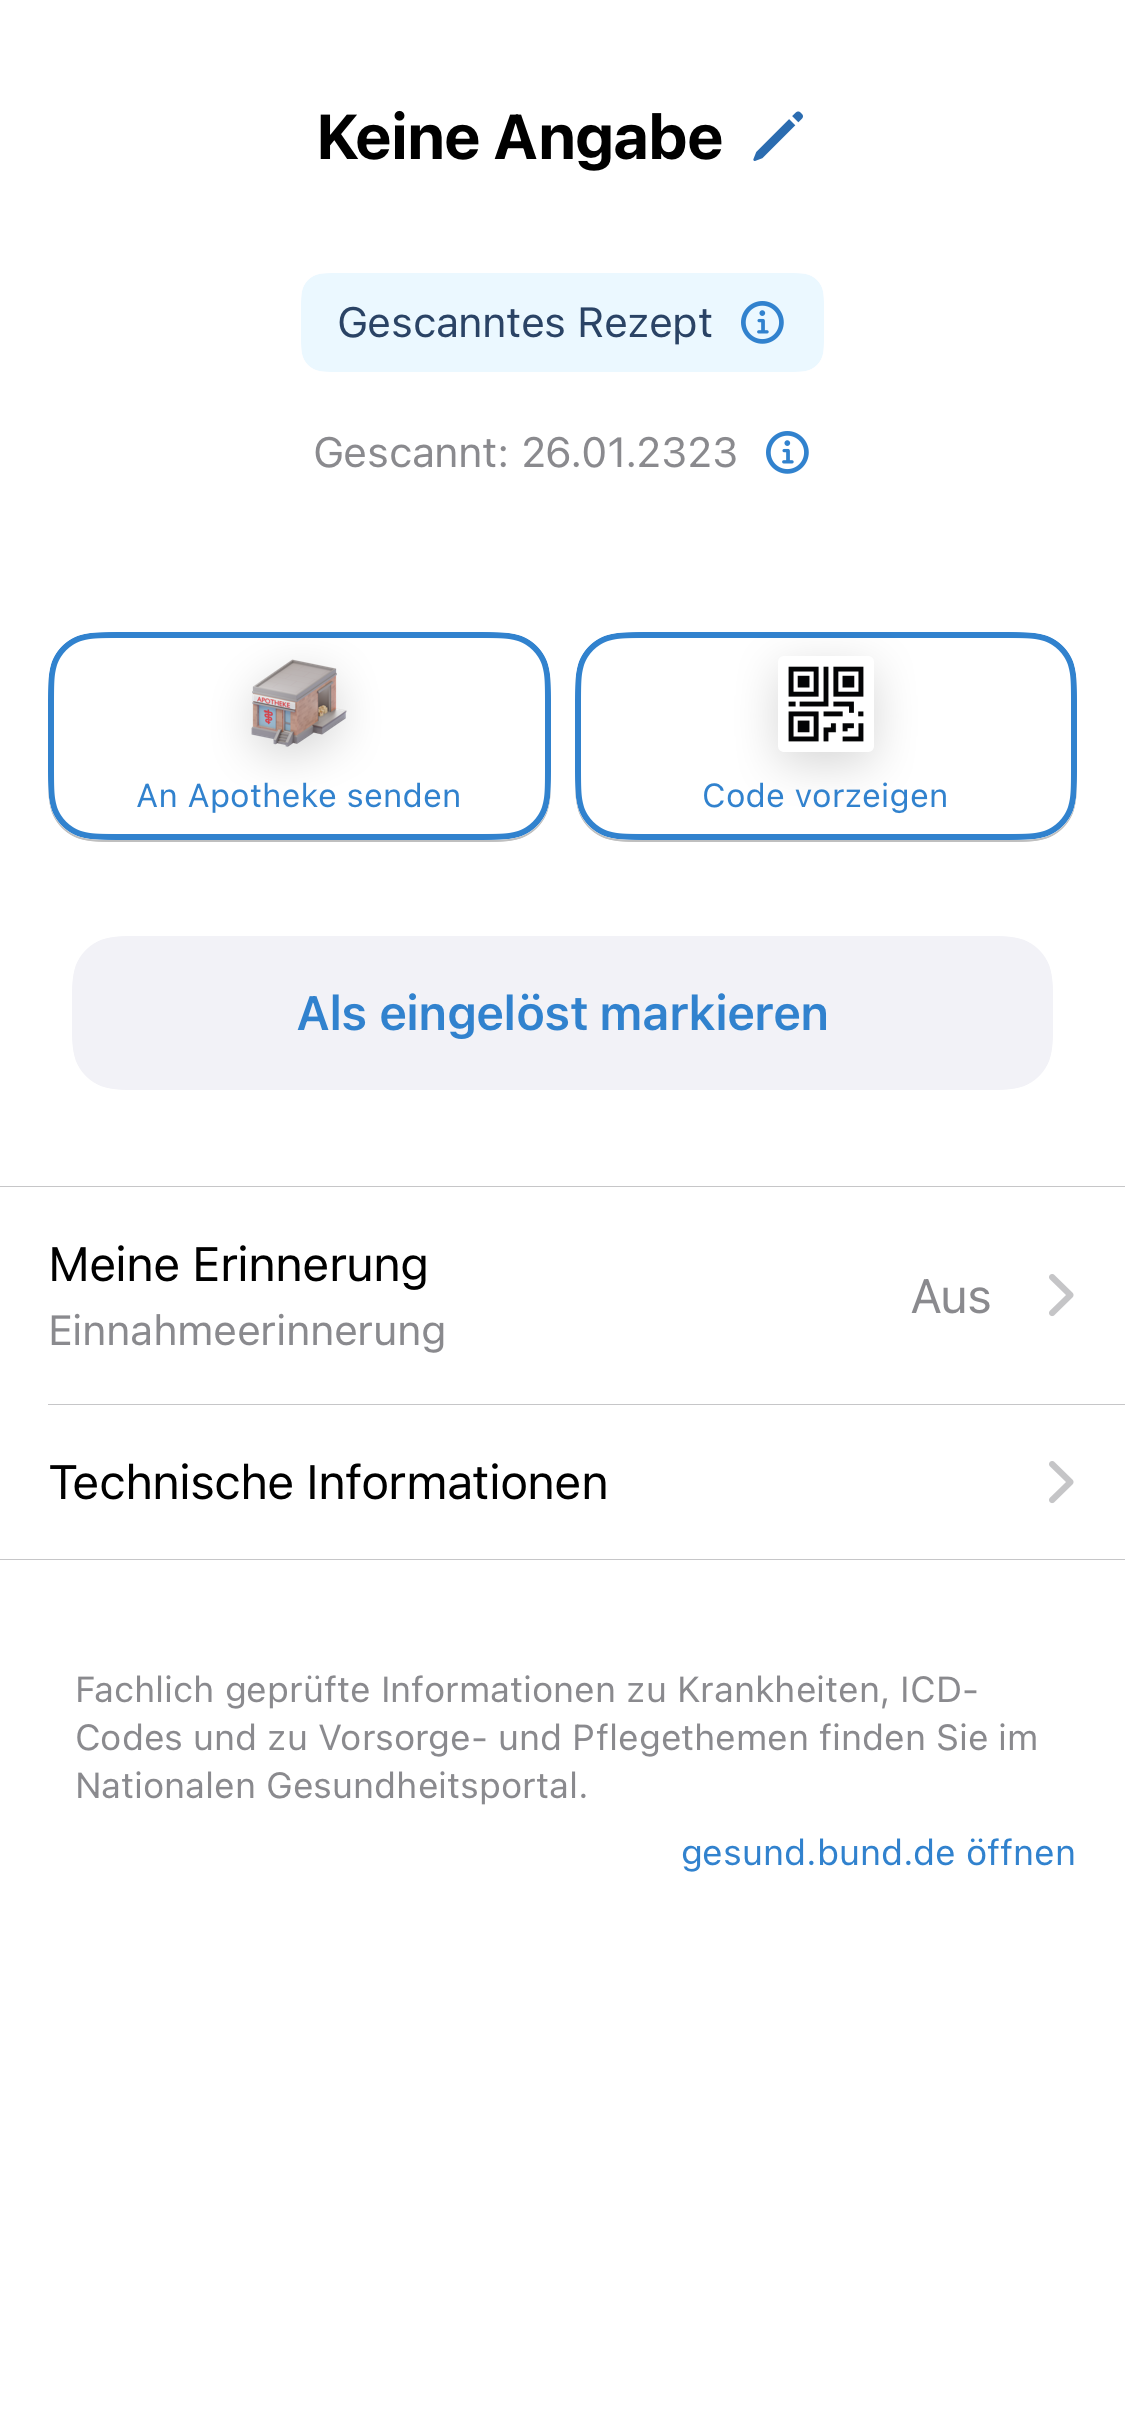 Keine Angabe
Gescanntes Rezept
Gescannt: 26.01.2323
APOTHEKE
An Apotheke senden
Code vorzeigen
Als eingelöst markieren
Meine Erinnerung
Einnahmeerinnerung
Aus
Technische Informationen
Fachlich geprüfte Informationen zu Krankheiten, ICD-
Codes und zu Vorsorge- und Pflegethemen finden Sie im
Nationalen Gesundheitsportal.
gesund.bund.de öffnen